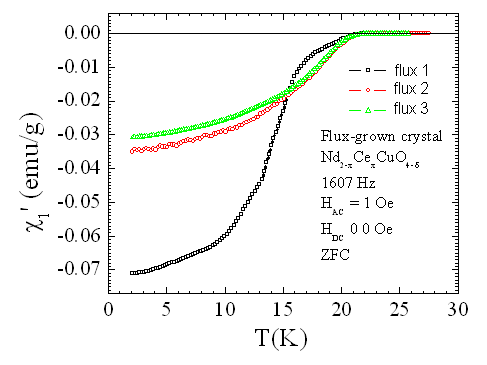 0.00
-0.01
-0.02
-0.03
-0.04
-0.05
-0.06
-0.07
χ₁' (emu/g)
flux 1
flux 2
flux 3
Flux-grown crystal
Nd₂₋ₓCeₓCuO₄₋δ
1607 Hz
H_AC = 1 Oe
H_DC 0 0 Oe
ZFC
0 5 10 15 20 25 30
T(K)